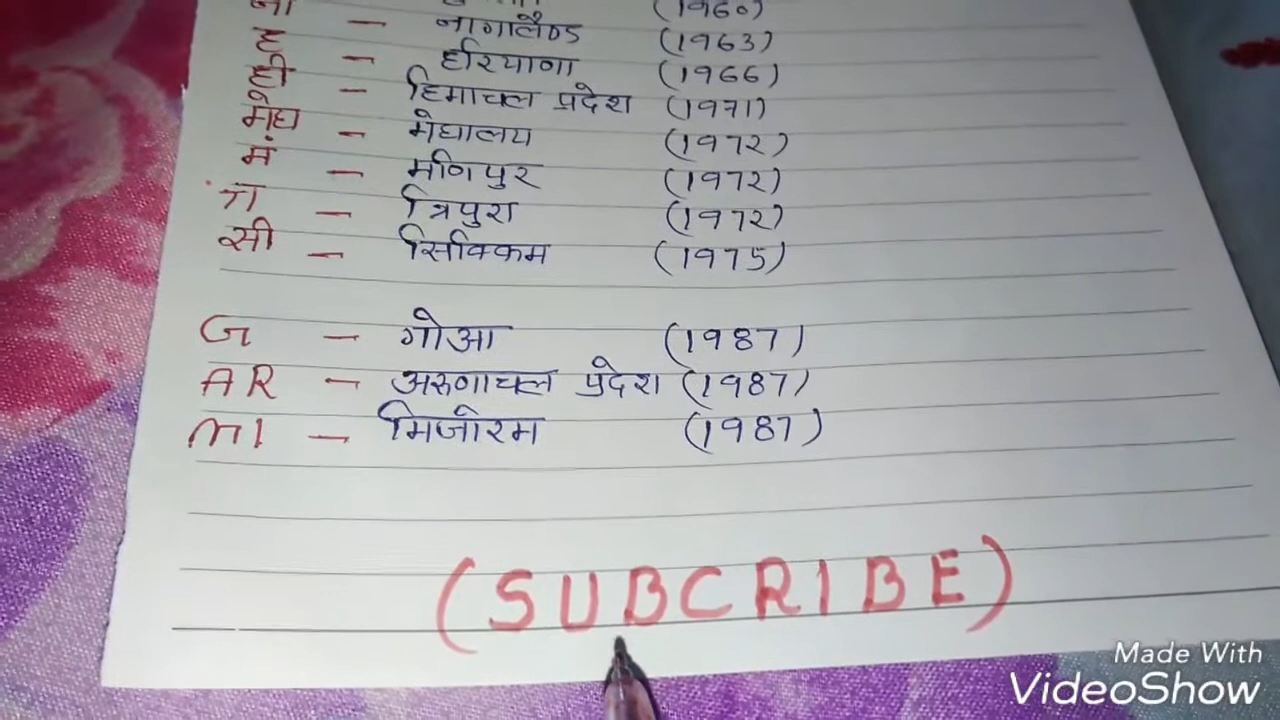 (1960)
ना – नागालैण्ड (1963)
ह – हरियाणा (1966)
ही – हिमाचल प्रदेश (1971)
मेघ – मेघालय (1972)
मं – मणिपुर (1972)
त्रा – त्रिपुरा (1972)
सी – सिक्किम (1975)
G – गोआ (1987)
AR – अरुणाचल प्रदेश (1987)
MI – मिजोरम (1987)
(SUBCRIBE)
Made With
VideoShow